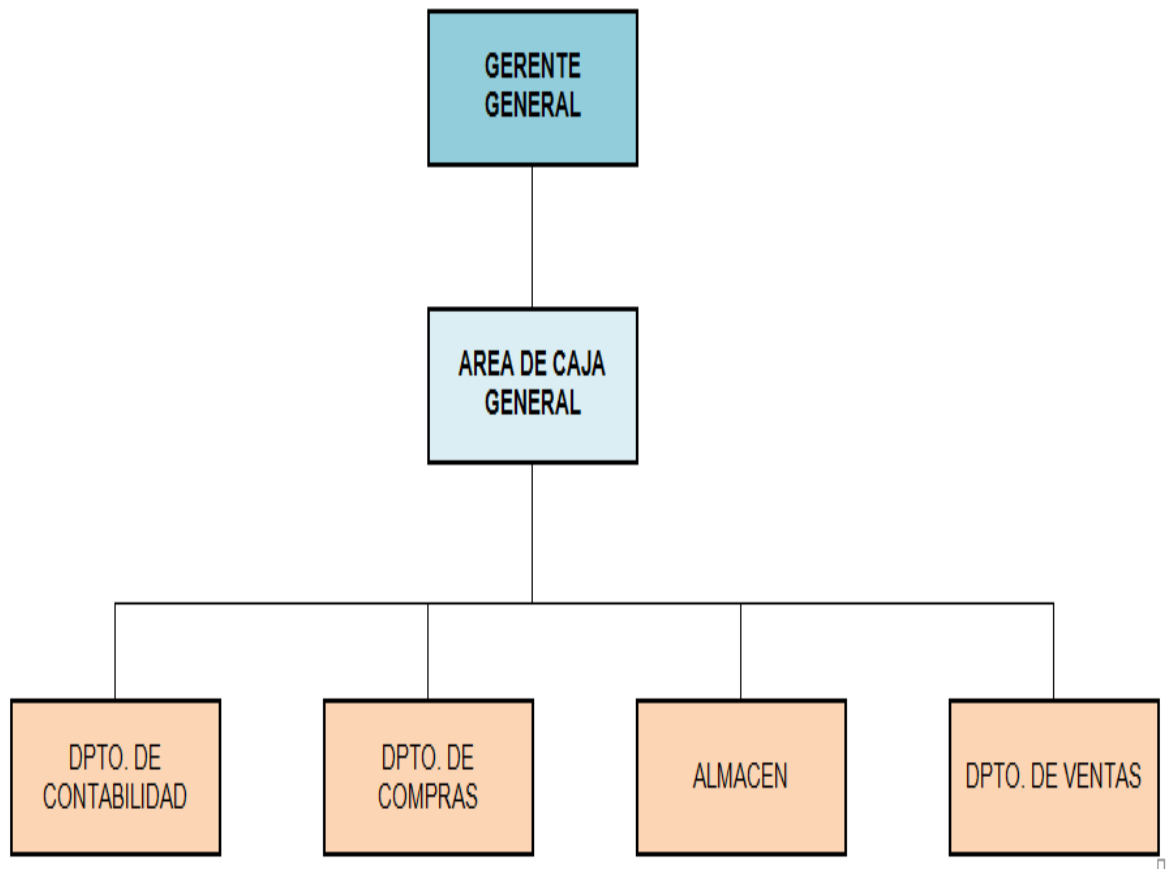 GERENTE
GENERAL
AREA DE CAJA
GENERAL
DPTO. DE
CONTABILIDAD
DPTO. DE
COMPRAS
ALMACEN
DPTO. DE VENTAS